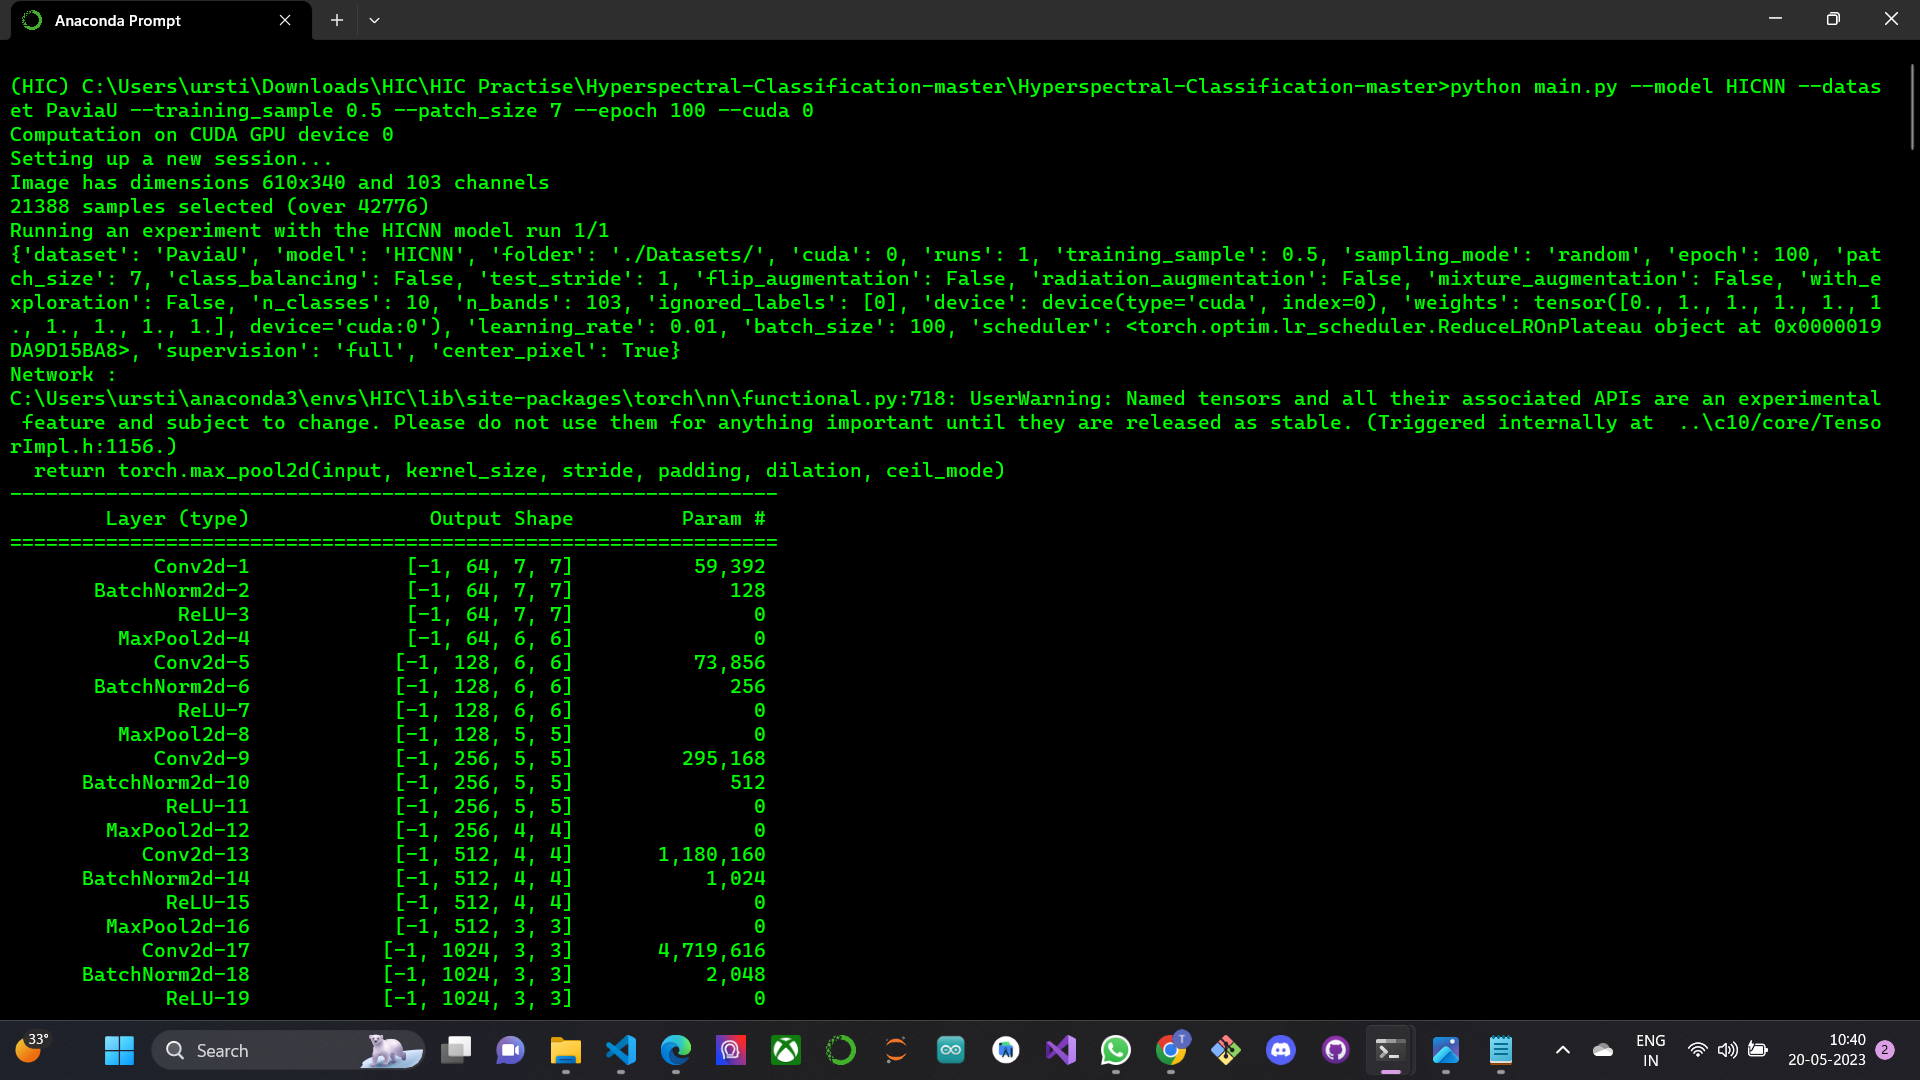 Anaconda Prompt
(HIC) C:\Users\ursti\Downloads\HIC\HIC Practise\Hyperspectral-Classification-master\Hyperspectral-Classification-master>python main.py --model HICNN --datas
et PaviaU --training_sample 0.5 --patch_size 7 --epoch 100 --cuda 0
Computation on CUDA GPU device 0
Setting up a new session...
Image has dimensions 610x340 and 103 channels
21388 samples selected (over 42776)
Running an experiment with the HICNN model run 1/1
{'dataset': 'PaviaU', 'model': 'HICNN', 'folder': './Datasets/', 'cuda': 0, 'runs': 1, 'training_sample': 0.5, 'sampling_mode': 'random', 'epoch': 100, 'pat
ch_size': 7, 'class_balancing': False, 'test_stride': 1, 'flip_augmentation': False, 'radiation_augmentation': False, 'mixture_augmentation': False, 'with_e
xploration': False, 'n_classes': 10, 'n_bands': 103, 'ignored_labels': [0], 'device': device(type='cuda', index=0), 'weights': tensor([0., 1., 1., 1., 1., 1
., 1., 1., 1., 1.], device='cuda:0'), 'learning_rate': 0.01, 'batch_size': 100, 'scheduler': <torch.optim.lr_scheduler.ReduceLROnPlateau object at 0x0000019
DA9D15BA8>, 'supervision': 'full', 'center_pixel': True}
Network :
C:\Users\ursti\anaconda3\envs\HIC\lib\site-packages\torch\nn\functional.py:718: UserWarning: Named tensors and all their associated APIs are an experimental
 feature and subject to change. Please do not use them for anything important until they are released as stable. (Triggered internally at  ..\c10/core/Tenso
rImpl.h:1156.)
  return torch.max_pool2d(input, kernel_size, stride, padding, dilation, ceil_mode)
----------------------------------------------------------------
Layer (type) Output Shape Param #
================================================================
Conv2d-1 [-1, 64, 7, 7] 59,392
BatchNorm2d-2 [-1, 64, 7, 7] 128
ReLU-3 [-1, 64, 7, 7] 0
MaxPool2d-4 [-1, 64, 6, 6] 0
Conv2d-5 [-1, 128, 6, 6] 73,856
BatchNorm2d-6 [-1, 128, 6, 6] 256
ReLU-7 [-1, 128, 6, 6] 0
MaxPool2d-8 [-1, 128, 5, 5] 0
Conv2d-9 [-1, 256, 5, 5] 295,168
BatchNorm2d-10 [-1, 256, 5, 5] 512
ReLU-11 [-1, 256, 5, 5] 0
MaxPool2d-12 [-1, 256, 4, 4] 0
Conv2d-13 [-1, 512, 4, 4] 1,180,160
BatchNorm2d-14 [-1, 512, 4, 4] 1,024
ReLU-15 [-1, 512, 4, 4] 0
MaxPool2d-16 [-1, 512, 3, 3] 0
Conv2d-17 [-1, 1024, 3, 3] 4,719,616
BatchNorm2d-18 [-1, 1024, 3, 3] 2,048
ReLU-19 [-1, 1024, 3, 3] 0
33°
Search
T
ENG
IN
10:40
20-05-2023
2